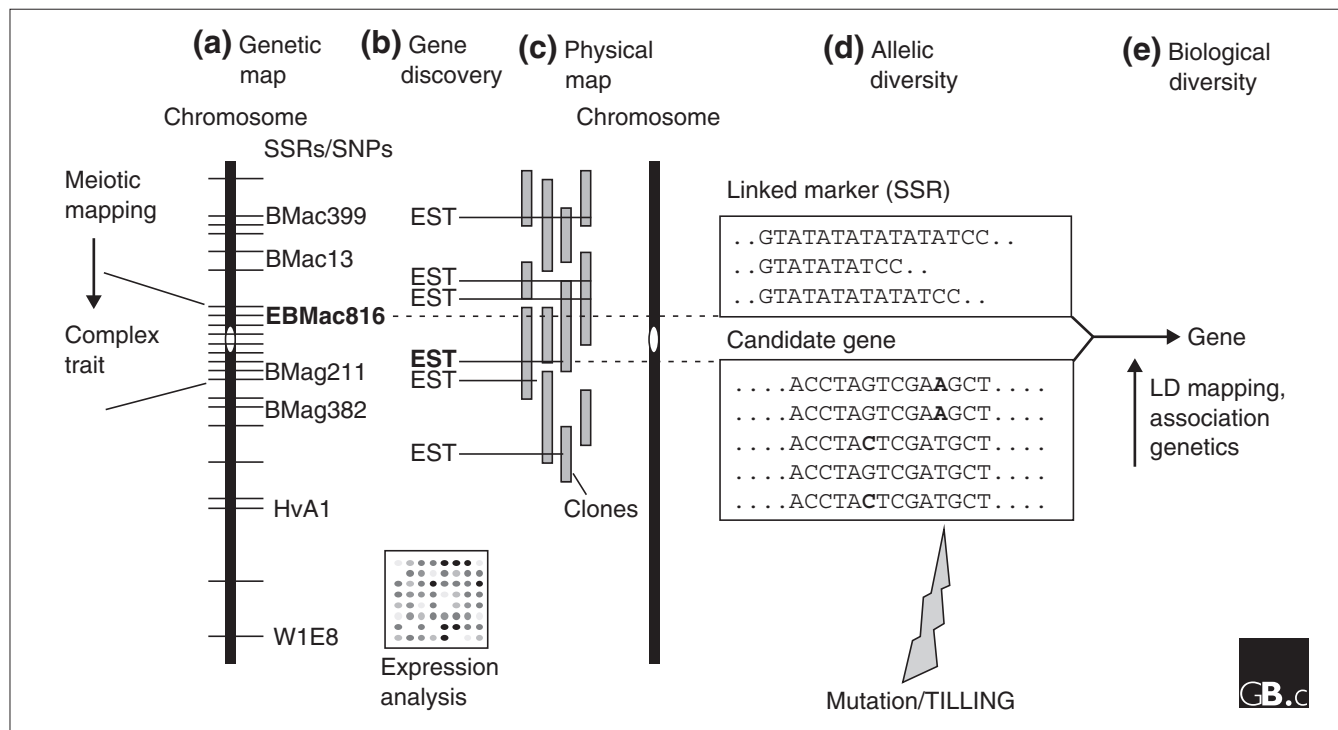 (a) Genetic map
(b) Gene discovery
(c) Physical map
(d) Allelic diversity
(e) Biological diversity
Chromosome
SSRs/SNPs
Meiotic mapping
Complex trait
BMac399
BMac13
EBMac816
BMag211
BMag382
HvA1
W1E8
EST
EST
EST
EST
EST
EST
Expression analysis
Clones
Chromosome
Linked marker (SSR)
..GTATATATATATATCC..
..GTATATATCC..
..GTATATATATATCC..
Candidate gene
....ACCTAGTCGAAGCT....
....ACCTAGTCGAAGCT....
....ACCTACTCGATGCT....
....ACCTAGTCGATGCT....
....ACCTACTCGATGCT....
Mutation/TILLING
Gene
LD mapping, association genetics
GB.c